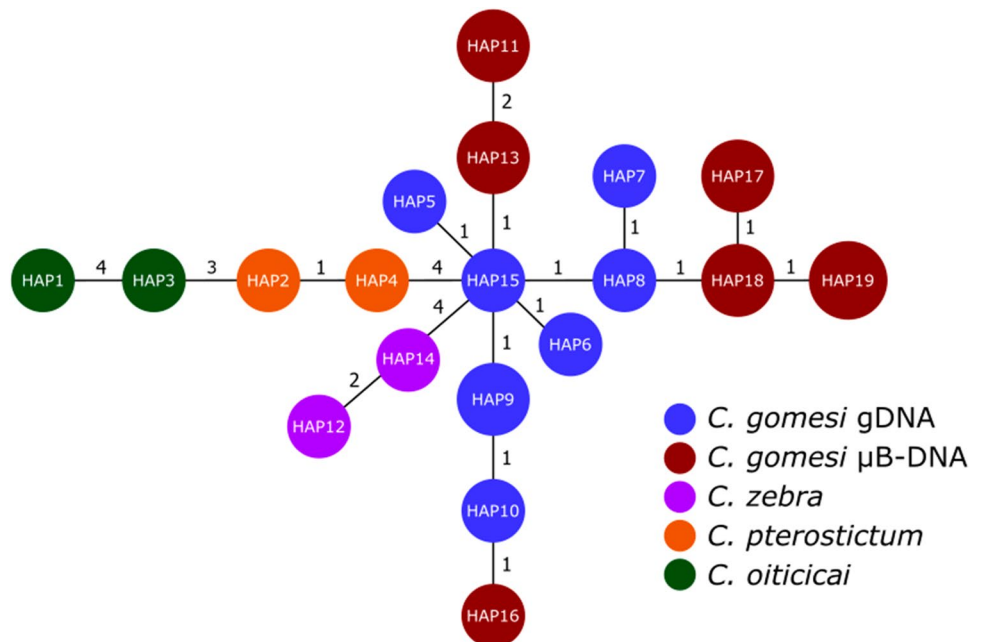 HAP11
2
HAP13
HAP7
HAP17
HAP5
1
1
1
1
HAP1 4 HAP3 3 HAP2 1 HAP4 4 HAP15 1 HAP8 1 HAP18 1 HAP19
4
1
HAP14
1
HAP6
2
HAP9
HAP12
C. gomesi gDNA
1
C. gomesi µB-DNA
HAP10
C. zebra
C. pterostictum
1
C. oiticicai
HAP16